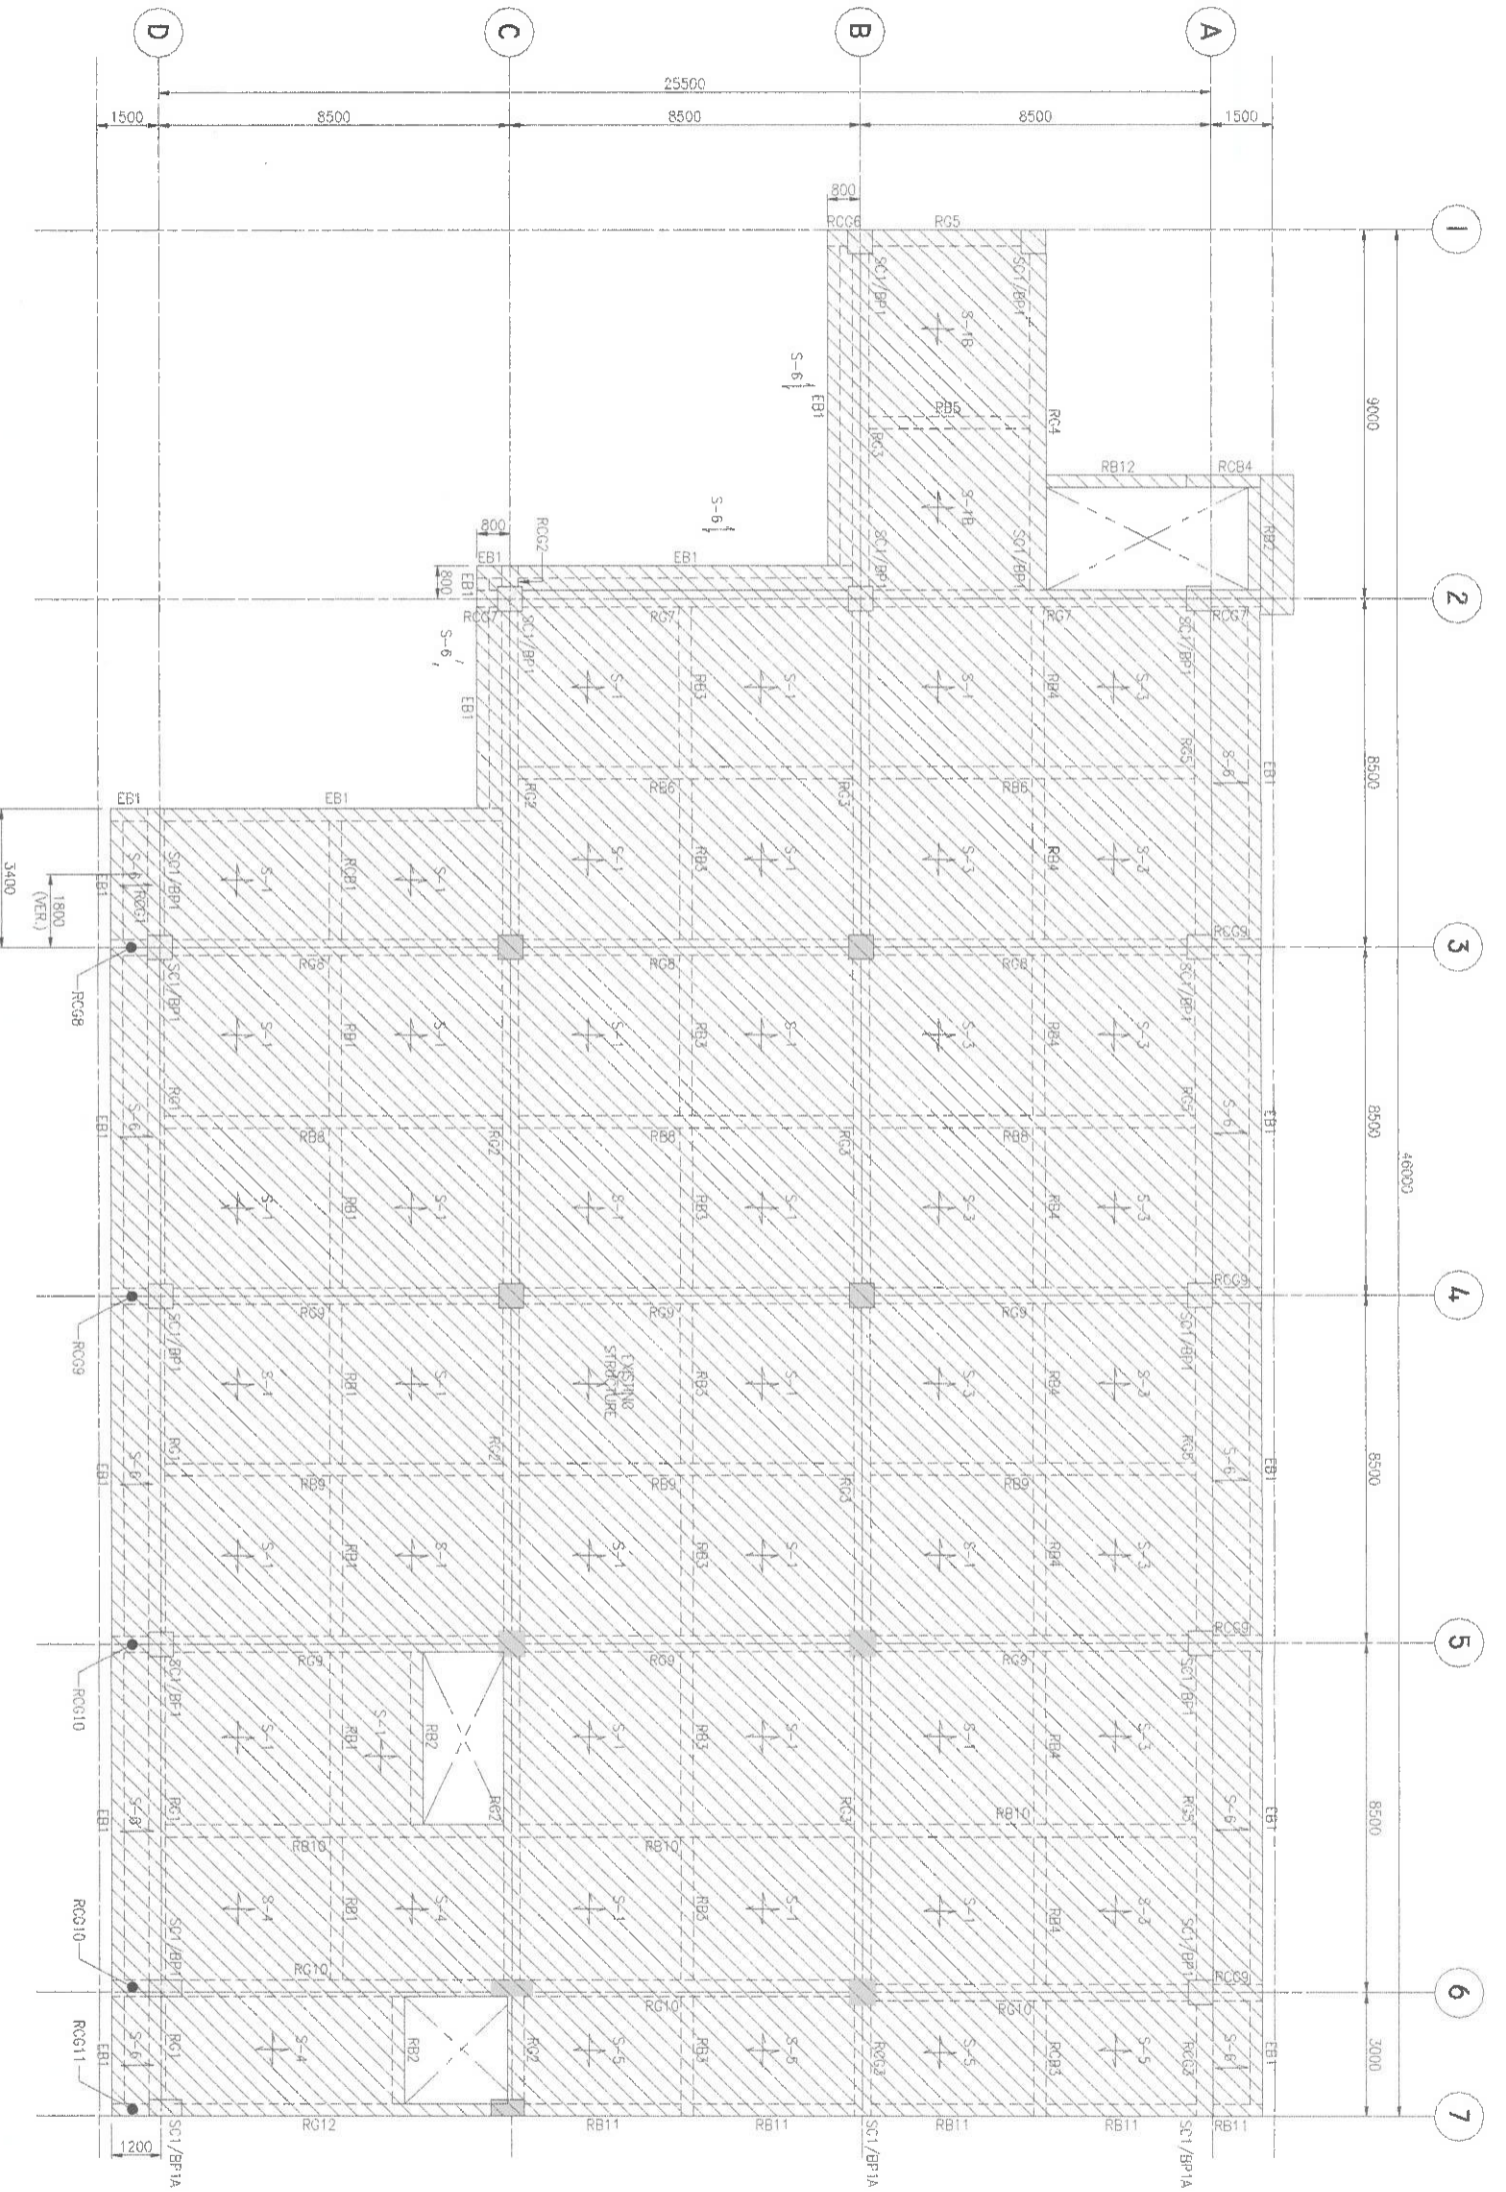 D
C
B
A
25500
1500
8500
8500
8500
1500
800
RCG6
RG5
1
SC1/BP1
SC1/BP1
S-1B
S-6
EB1
RB5
RG3
RG4
9000
46000
RB12
RCB4
S-1B
S-6
RB2
800
RCG2
SC1/BP1
SC1/BP1
EB1
EB1
EB1
800
2
RCG7
RG7
RG7
RCG7
SC1/BP1
SC1/BP1
S-6
EB1
S-1
RB3
S-1
S-1
RB4
S-3
RG2
RB6
RG3
RB6
RG5
S-6
EB1
8500
EB1
EB1
3400
1800
(VER.)
S-6
EB1
RCG1
SC1/BP1
S-1
RCB1
S-1
S-1
RB3
S-1
S-3
RB4
S-3
RCG9
3
RCG8
SC1/BP1
RG8
RG8
RG8
SC1/BP1
S-1
RB1
S-1
S-1
RB3
S-1
S-3
RB4
S-3
EB1
S-6
RG1
RB8
RG2
RB8
RG3
RB8
RG5
S-6
EB1
8500
S-1
RB1
S-1
S-1
RB3
S-1
S-3
RB4
S-3
RCG9
4
RCG9
SC1/BP1
RG9
RG9
RG9
SC1/BP1
S-1
RB1
S-1
EXISTING
STRUCTURE
RB3
S-1
S-3
RB4
S-3
EB1
S-6
RG1
RB9
RG2
RB9
RG3
RB9
RG5
S-6
EB1
8500
S-1
RB1
S-1
S-1
RB3
S-1
S-1
RB4
S-3
RCG9
5
RCG10
SC1/BP1
RG9
RG9
RG9
SC1/BP1
S-1
RB1
S-1
RB2
S-1
RB3
S-1
S-1
RB4
S-3
EB1
S-6
RG1
RB10
RG2
RB10
RG3
RB10
RG5
S-6
EB1
8500
S-4
RB1
S-4
S-1
RB3
S-1
S-1
RB4
S-3
RCG10
SC1/BP1
RG10
SC1/BP1
RCG9
6
RG10
RG10
RCG11
EB1
S-6
RG1
S-4
RB2
RG2
S-5
RB3
S-6
RCG3
S-5
RCB3
S-5
RCG3
S-6
EB1
3000
7
1200
SC1/BP1A
RG12
RB11
RB11
SC1/BP1A
RB11
RB11
SC1/BP1A
RB11